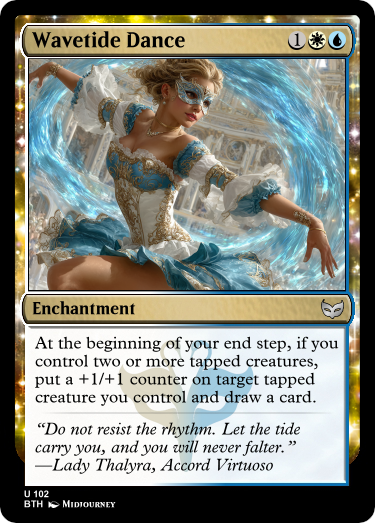 Wavetide Dance 1
Enchantment
At the beginning of your end step, if you
control two or more tapped creatures,
put a +1/+1 counter on target tapped
creature you control and draw a card.
“Do not resist the rhythm. Let the tide
carry you, and you will never falter.”
—Lady Thalyra, Accord Virtuoso
U 102
BTH Midjourney